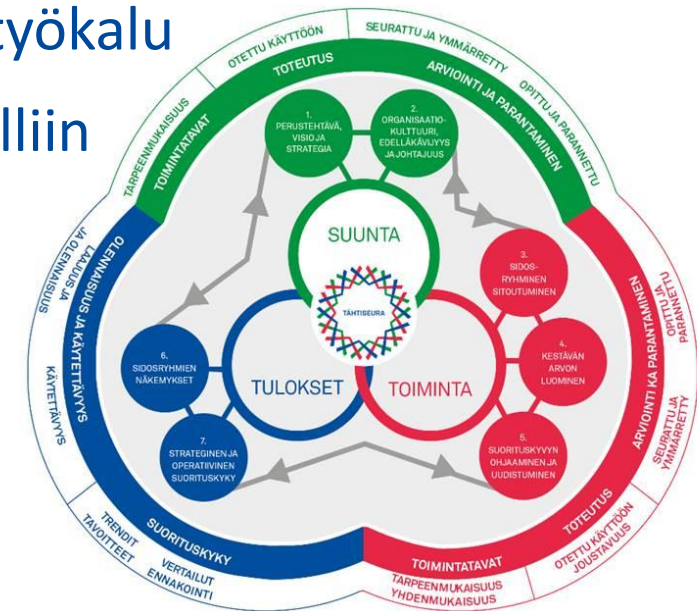 työkalu
lliin
TARPEENMUKAISUUS
OTETTU KÄYTTÖÖN
SEURATTU JA YMMÄRRETTY
OPITTU JA PARANNETTU
TOIMINTATAVAT
TOTEUTUS
ARVIOINTI JA PARANTAMINEN
1.
PERUSTEHTÄVÄ,
VISIO JA
STRATEGIA
2.
ORGANISAATIO-
KULTTUURI,
EDELLÄKÄVIJYYS
JA JOHTAJUUS
SUUNTA
TÄHTISEURA
TULOKSET
TOIMINTA
3.
SIDOS-
RYHMIEN
SITOUTUMINEN
4.
KESTÄVÄN
ARVON
LUOMINEN
5.
SUORITUSKYVYN
OHJAAMINEN JA
UUDISTUMINEN
ARVIOINTI KA PARANTAMINEN
TOTEUTUS
TOIMINTATAVAT
OPITTU JA
PARANNETTU
SEURATTU JA
YMMÄRRETTY
OTETTU KÄYTTÖÖN
JOUSTAVUUS
TARPEENMUKAISUUS
YHDENMUKAISUUS
6.
SIDOSRYHMIEN
NÄKEMYKSET
7.
STRATEGINEN JA
OPERATIIVINEN
SUORITUSKYKY
OLENNAISUUS JA KÄYTETTÄVYYS
SUORITUSKYKY
LAAJUUS JA
JA OLENNAISUUS
KÄYTETTÄVYYS
TRENDIT
TAVOITTEET
VERTAILUT
ENNAKOINTI